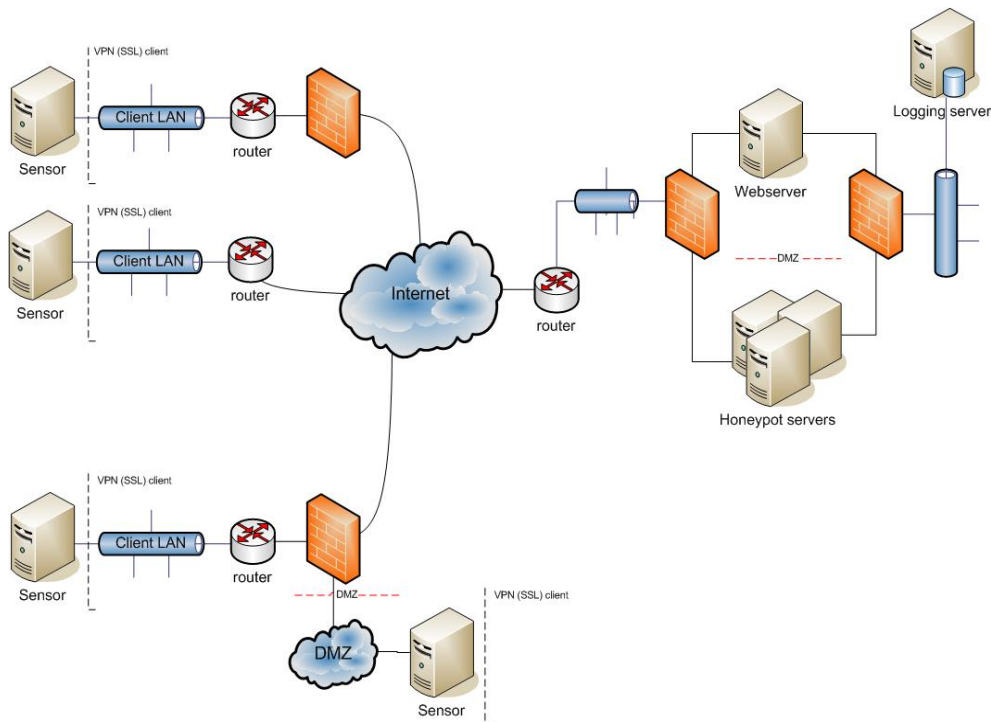 VPN (SSL) client
Client LAN
router
Sensor
Logging server
Webserver
VPN (SSL) client
Client LAN
router
Sensor
Internet
router
DMZ
Honeypot servers
VPN (SSL) client
Client LAN
router
Sensor
DMZ
VPN (SSL) client
DMZ
Sensor